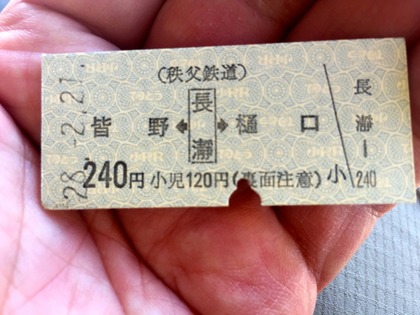 (秩父鉄道)
28.-2.21
皆野⬅長瀞➡樋口
240円 小児120円(裏面注意)
小
長瀞―240